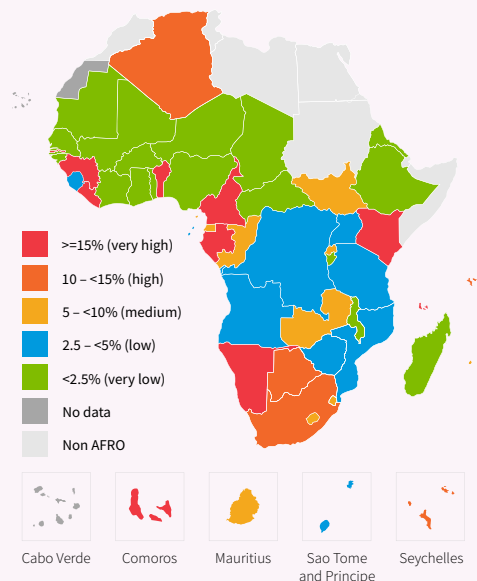 >=15% (very high)
10 – <15% (high)
5 – <10% (medium)
2.5 – <5% (low)
<2.5% (very low)
No data
Non AFRO
Cabo Verde
Comoros
Mauritius
Sao Tome
and Principe
Seychelles